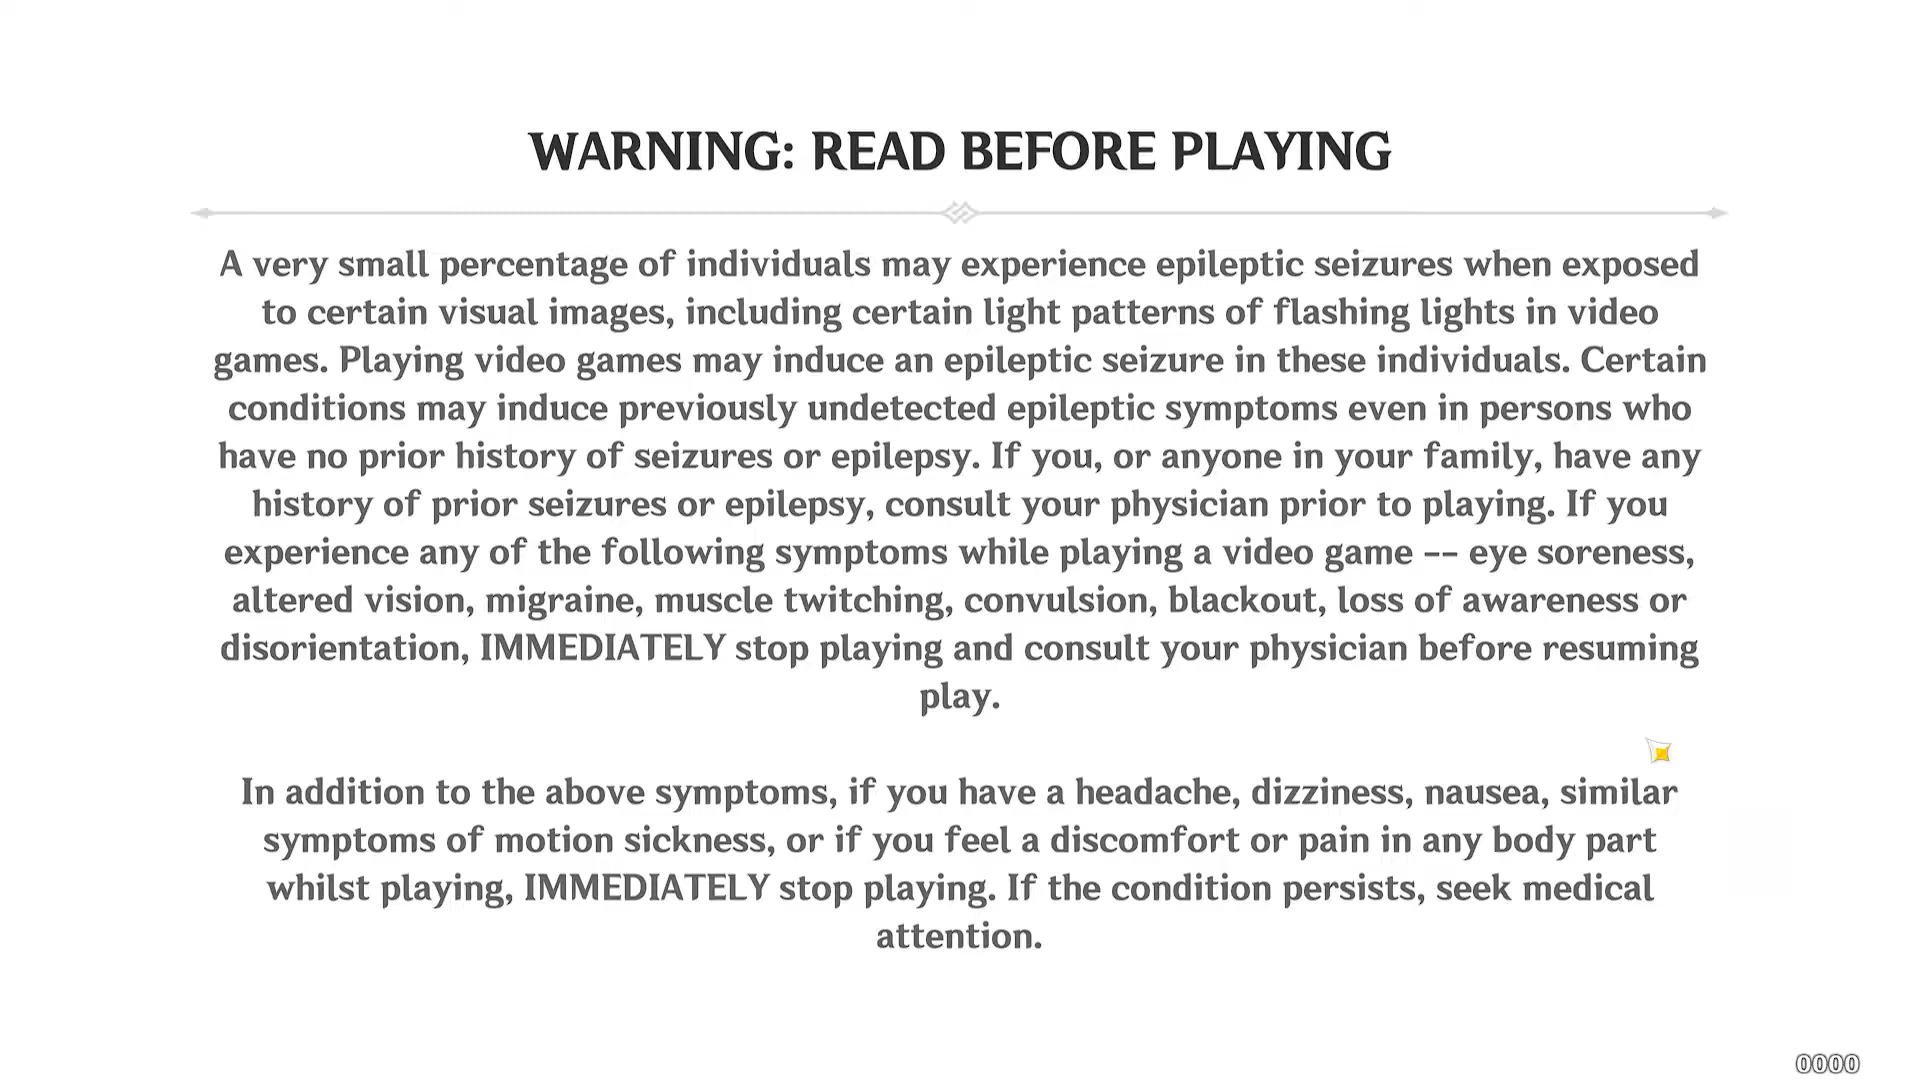 WARNING: READ BEFORE PLAYING
A very small percentage of individuals may experience epileptic seizures when exposed
to certain visual images, including certain light patterns of flashing lights in video
games. Playing video games may induce an epileptic seizure in these individuals. Certain
conditions may induce previously undetected epileptic symptoms even in persons who
have no prior history of seizures or epilepsy. If you, or anyone in your family, have any
history of prior seizures or epilepsy, consult your physician prior to playing. If you
experience any of the following symptoms while playing a video game -- eye soreness,
altered vision, migraine, muscle twitching, convulsion, blackout, loss of awareness or
disorientation, IMMEDIATELY stop playing and consult your physician before resuming
play.
In addition to the above symptoms, if you have a headache, dizziness, nausea, similar
symptoms of motion sickness, or if you feel a discomfort or pain in any body part
whilst playing, IMMEDIATELY stop playing. If the condition persists, seek medical
attention.
0000